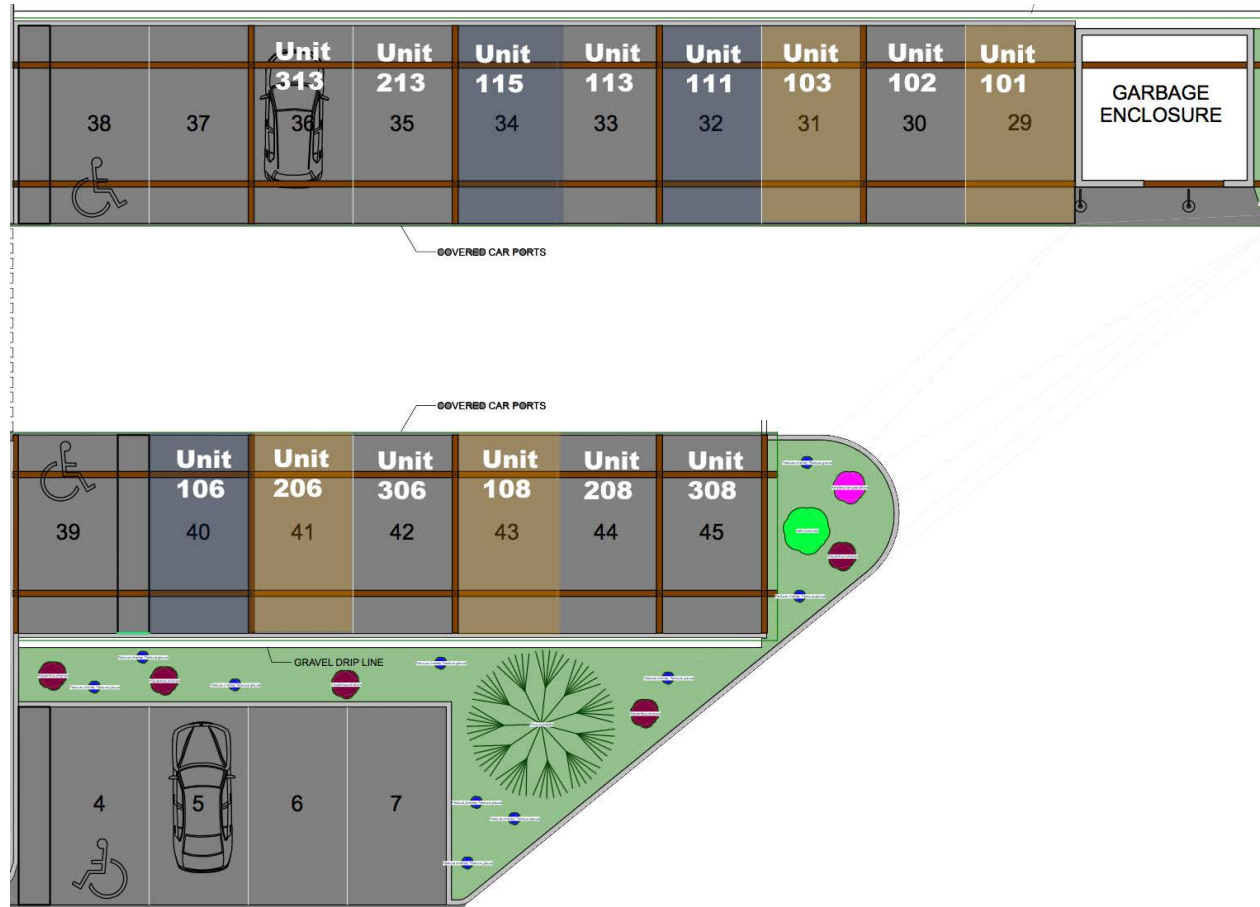 Unit 313
Unit 213
Unit 115
Unit 113
Unit 111
Unit 103
Unit 102
Unit 101
38 37 36 35 34 33 32 31 30 29
GARBAGE
ENCLOSURE
COVERED CAR PORTS
COVERED CAR PORTS
Unit 106
Unit 206
Unit 306
Unit 108
Unit 208
Unit 308
39 40 41 42 43 44 45
GRAVEL DRIP LINE
4 5 6 7